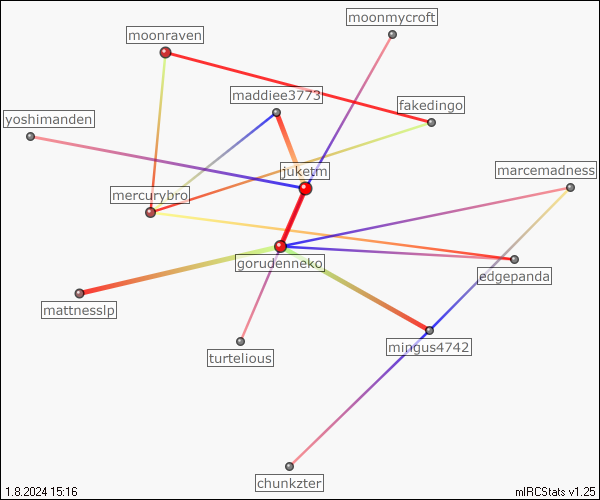 moonmycroft
moonraven
maddiee3773
fakedingo
yoshimanden
juketm
marcemadness
mercurybro
gorudenneko
edgepanda
mattnesslp
mingus4742
turtelious
chunkzter
1.8.2024 15:16
mIRCStats v1.25